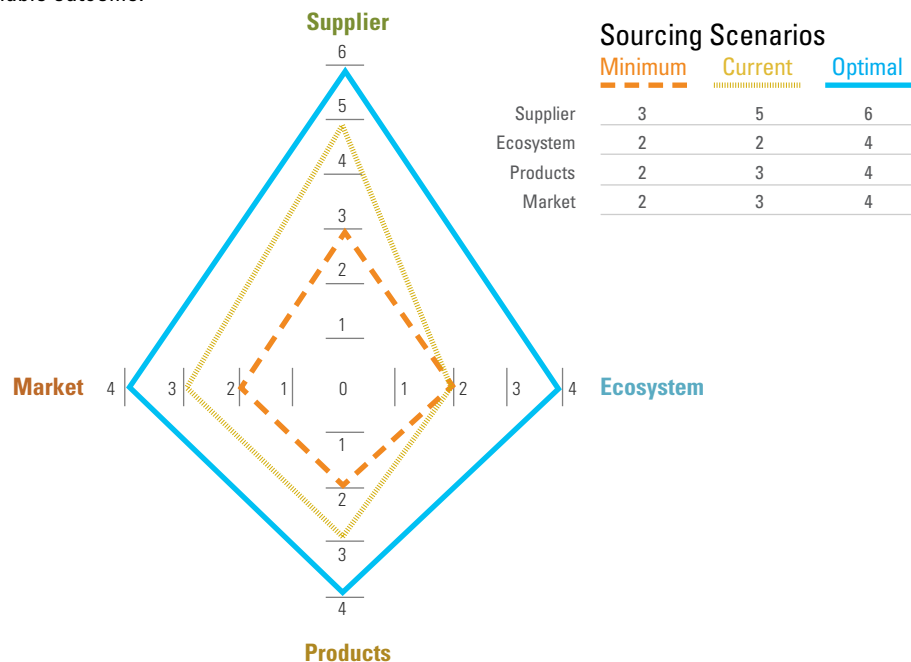 Supplier
6
5
4
3
2
1
Market 4 3 2 1 0 1 2 3 4 Ecosystem
1
2
3
4
Products
Sourcing Scenarios
Minimum Current Optimal
Supplier 3 5 6
Ecosystem 2 2 4
Products 2 3 4
Market 2 3 4